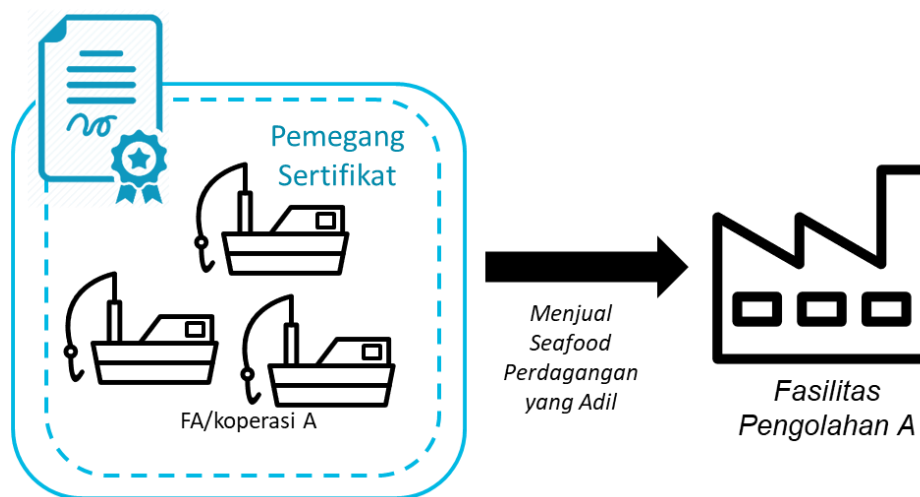 Pemegang
Sertifikat
FA/koperasi A
Menjual
Seafood
Perdagangan
yang Adil
Fasilitas
Pengolahan A